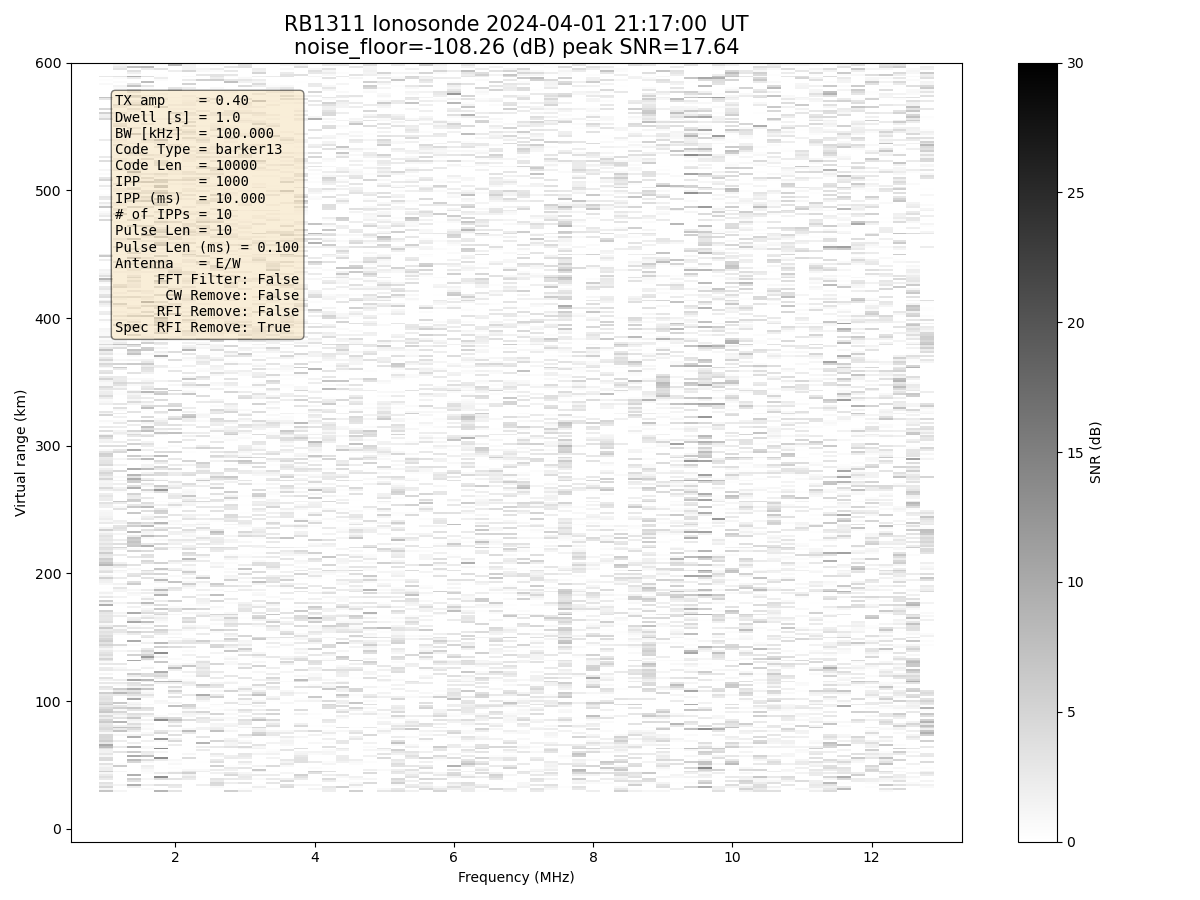 RB1311 Ionosonde 2024-04-01 21:17:00  UT
noise_floor=-108.26 (dB) peak SNR=17.64
600
500
400
300
200
100
0
Virtual range (km)
TX amp    = 0.40
Dwell [s] = 1.0
BW [kHz]  = 100.000
Code Type = barker13
Code Len  = 10000
IPP       = 1000
IPP (ms)  = 10.000
# of IPPs = 10
Pulse Len = 10
Pulse Len (ms) = 0.100
Antenna   = E/W
FFT Filter: False
CW Remove: False
RFI Remove: False
Spec RFI Remove: True
2 4 6 8 10 12
Frequency (MHz)
30
25
20
15
10
5
0
SNR (dB)